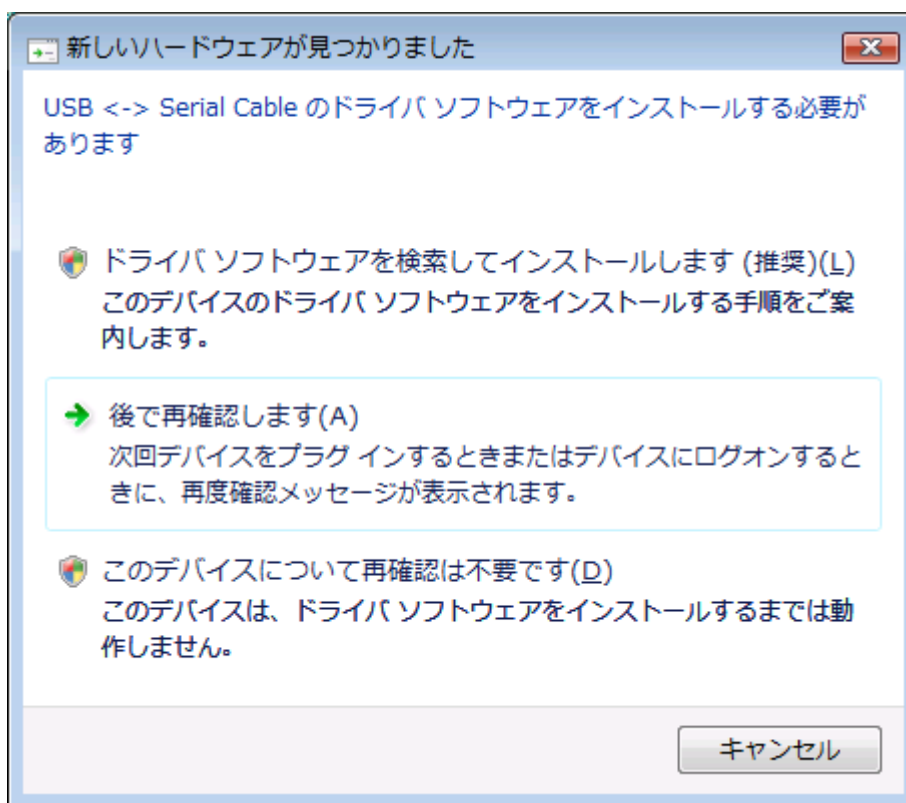 新しいハードウェアが見つかりました
USB <-> Serial Cable のドライバ ソフトウェアをインストールする必要が
あります
ドライバ ソフトウェアを検索してインストールします (推奨)(L)
このデバイスのドライバ ソフトウェアをインストールする手順をご案
内します。
後で再確認します(A)
次回デバイスをプラグ インするときまたはデバイスにログオンすると
きに、再度確認メッセージが表示されます。
このデバイスについて再確認は不要です(D)
このデバイスは、ドライバ ソフトウェアをインストールするまでは動
作しません。
キャンセル